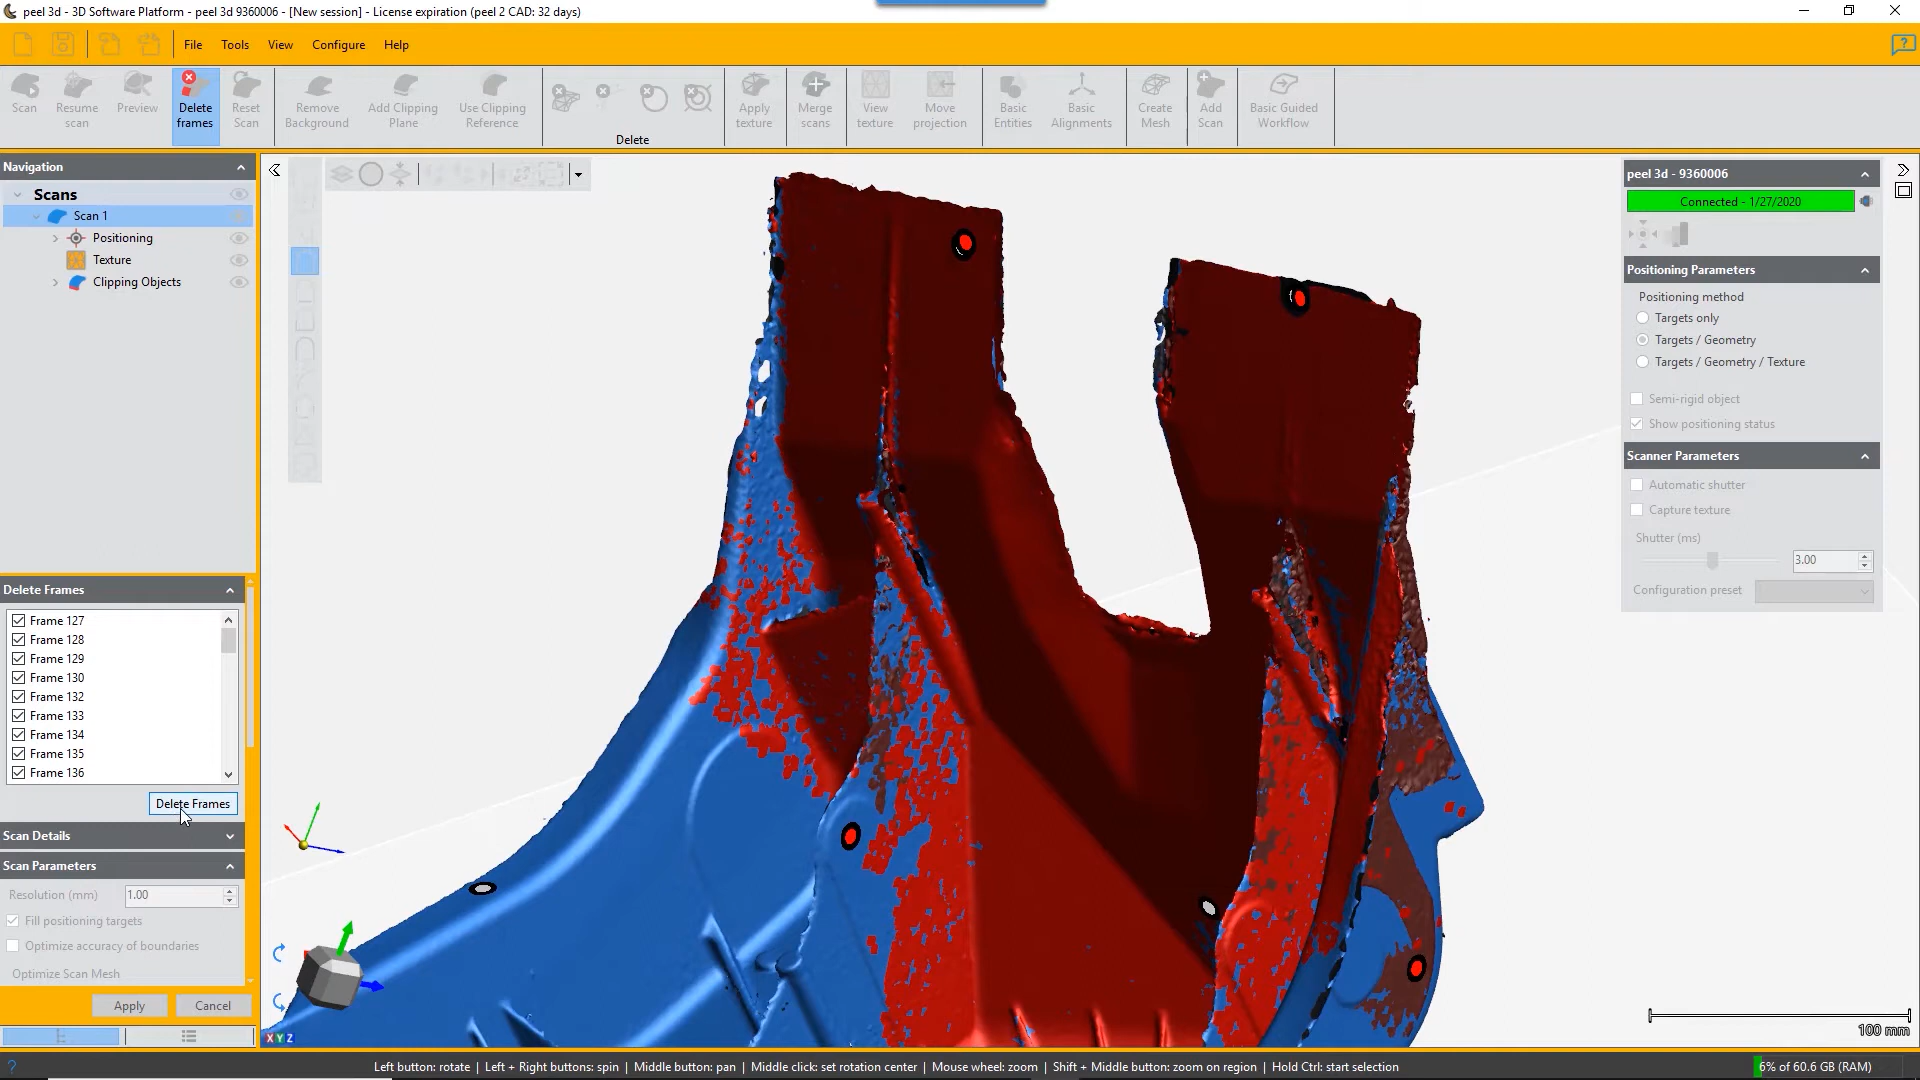 peel 3d - 3D Software Platform - peel 3d 9360006 - [New session] - License expiration (peel 2 CAD: 32 days)
File Tools View Configure Help
Scan
Resume scan
Preview
Delete frames
Reset Scan
Remove Background
Add Clipping Plane
Use Clipping Reference
Delete
Apply texture
Merge scans
View texture
Move projection
Basic Entities
Basic Alignments
Create Mesh
Add Scan
Basic Guided Workflow
Navigation
Scans
Scan 1
Positioning
Texture
Clipping Objects
Delete Frames
Frame 127
Frame 128
Frame 129
Frame 130
Frame 132
Frame 133
Frame 134
Frame 135
Frame 136
Delete Frames
Scan Details
Scan Parameters
Resolution (mm) 1.00
Fill positioning targets
Optimize accuracy of boundaries
Optimize Scan Mesh
Apply Cancel
X Y Z
peel 3d - 9360006
Connected - 1/27/2020
Positioning Parameters
Positioning method
Targets only
Targets / Geometry
Targets / Geometry / Texture
Semi-rigid object
Show positioning status
Scanner Parameters
Automatic shutter
Capture texture
Shutter (ms)
3.00
Configuration preset
100 mm
Left button: rotate | Left + Right buttons: spin | Middle button: pan | Middle click: set rotation center | Mouse wheel: zoom | Shift + Middle button: zoom on region | Hold Ctrl: start selection
6% of 60.6 GB (RAM)